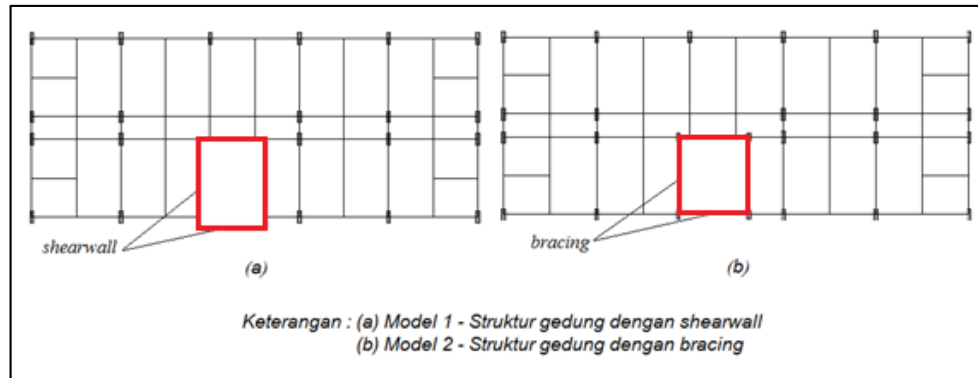 shearwall
bracing
(a)
(b)
Keterangan : (a) Model 1 - Struktur gedung dengan shearwall
(b) Model 2 - Struktur gedung dengan bracing